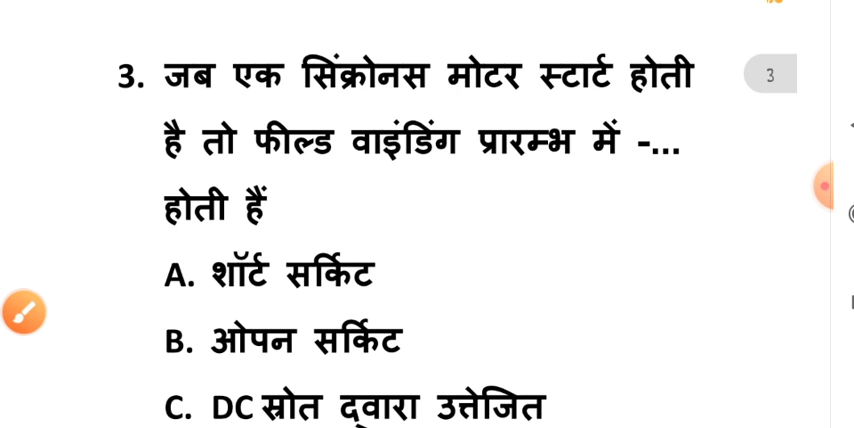 3. जब एक सिंक्रोनस मोटर स्टार्ट होती
3
है तो फील्ड वाइंडिंग प्रारम्भ में -...
होती हैं
A. शॉर्ट सर्किट
B. ओपन सर्किट
C. DC स्रोत द्वारा उत्तेजित